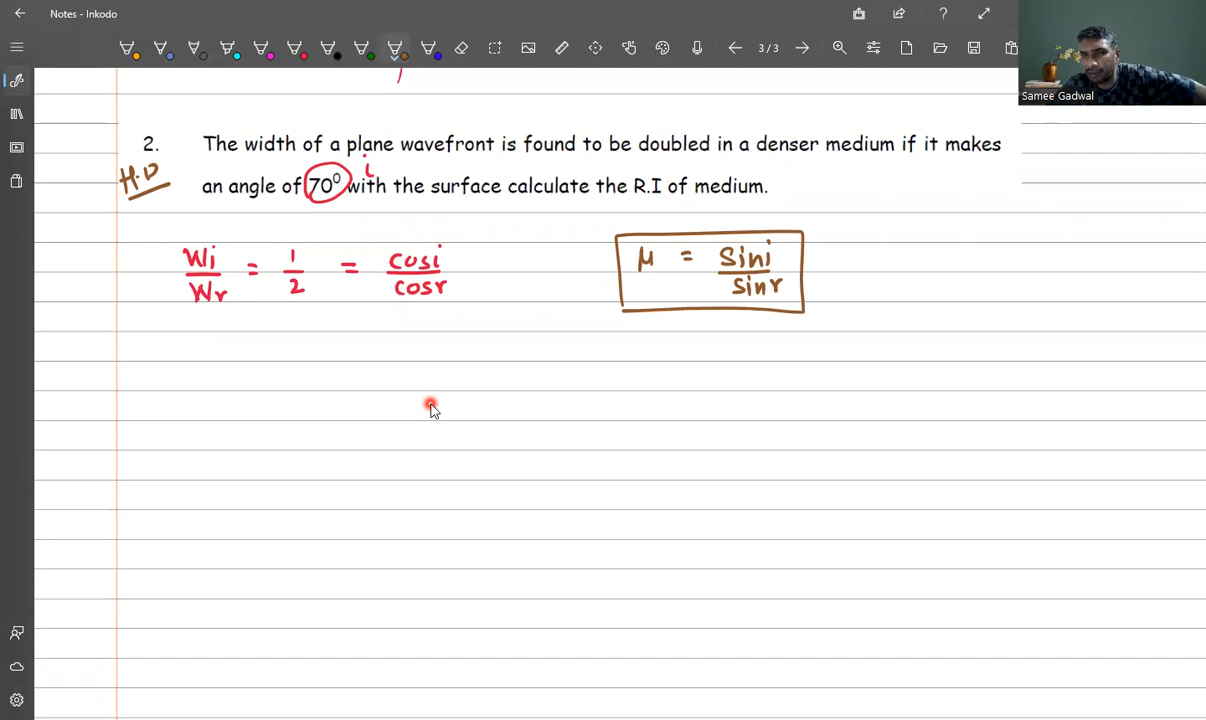 Notes - Inkodo
3 / 3
Samee Gadwal
2. The width of a plane wavefront is found to be doubled in a denser medium if it makes
i
H.D
an angle of 70⁰ with the surface calculate the R.I of medium.
Wi/Wr = 1/2 = cosi/cosr
μ = Sini/sinr